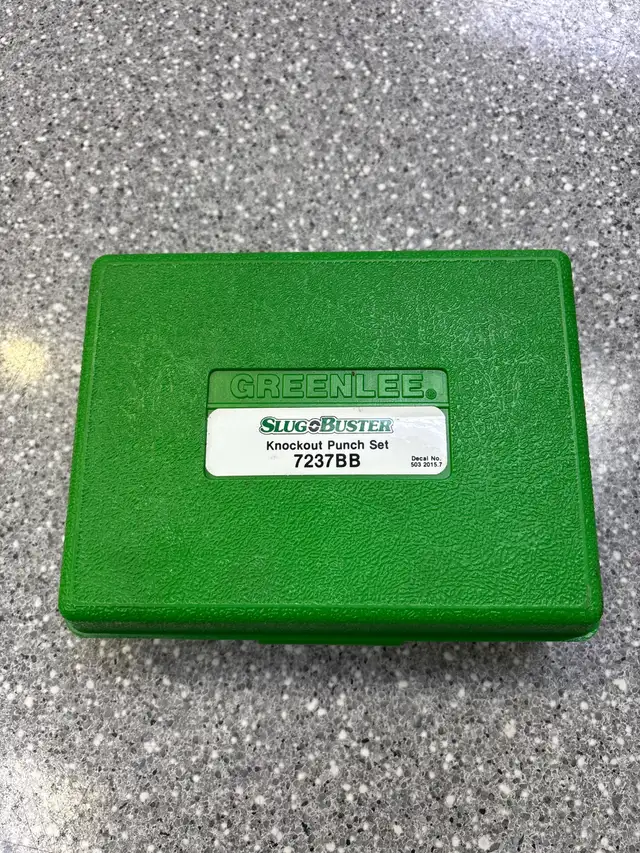 GREENLEE®
SLUG BUSTER
Knockout Punch Set
7237BB
Decal No.
503 2015.7